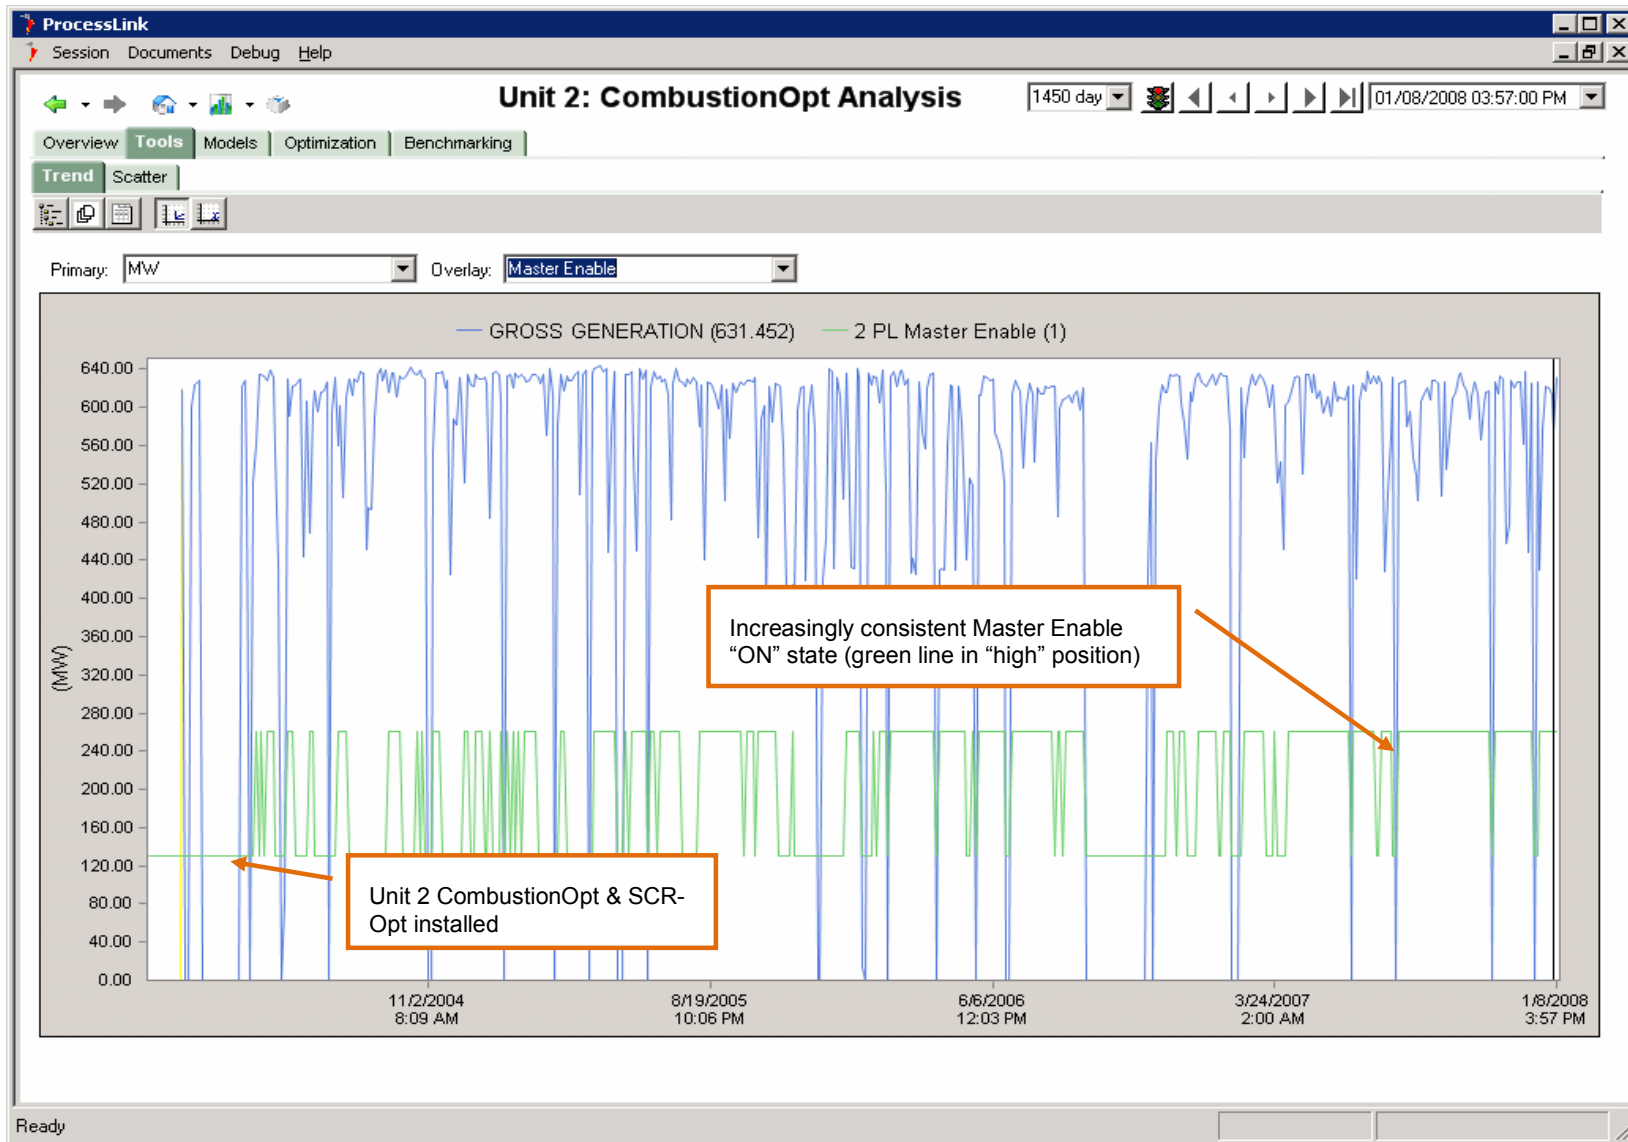 ProcessLink
Session Documents Debug Help
Unit 2: CombustionOpt Analysis
1450 day
01/08/2008 03:57:00 PM
Overview Tools Models Optimization Benchmarking
Trend Scatter
Primary: MW Overlay: Master Enable
GROSS GENERATION (631.452) 2 PL Master Enable (1)
640.00
600.00
560.00
520.00
480.00
440.00
400.00
360.00
320.00
280.00
240.00
200.00
160.00
120.00
80.00
40.00
0.00
(MW)
Increasingly consistent Master Enable
“ON” state (green line in “high” position)
Unit 2 CombustionOpt & SCR-
Opt installed
11/2/2004
8:09 AM
8/19/2005
10:06 PM
6/6/2006
12:03 PM
3/24/2007
2:00 AM
1/8/2008
3:57 PM
Ready